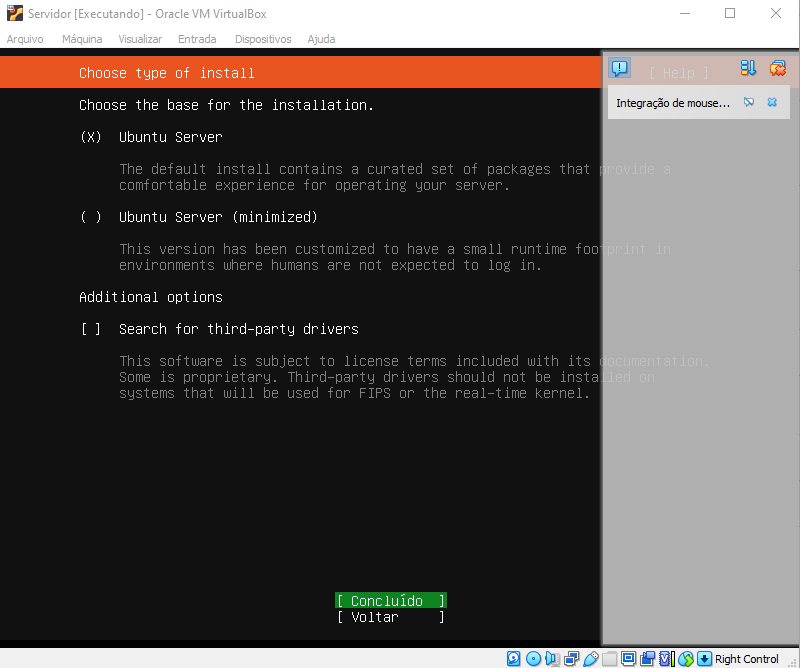 Servidor [Executando] - Oracle VM VirtualBox
Arquivo Máquina Visualizar Entrada Dispositivos Ajuda
Choose type of install [ Help ]
Integração de mouse...
Choose the base for the installation.
(X) Ubuntu Server
The default install contains a curated set of packages that provide a
comfortable experience for operating your server.
( ) Ubuntu Server (minimized)
This version has been customized to have a small runtime footprint in
environments where humans are not expected to log in.
Additional options
[ ] Search for third-party drivers
This software is subject to license terms included with its documentation.
Some is proprietary. Third-party drivers should not be installed on
systems that will be used for FIPS or the real-time kernel.
[ Concluído ]
[ Voltar ]
Right Control